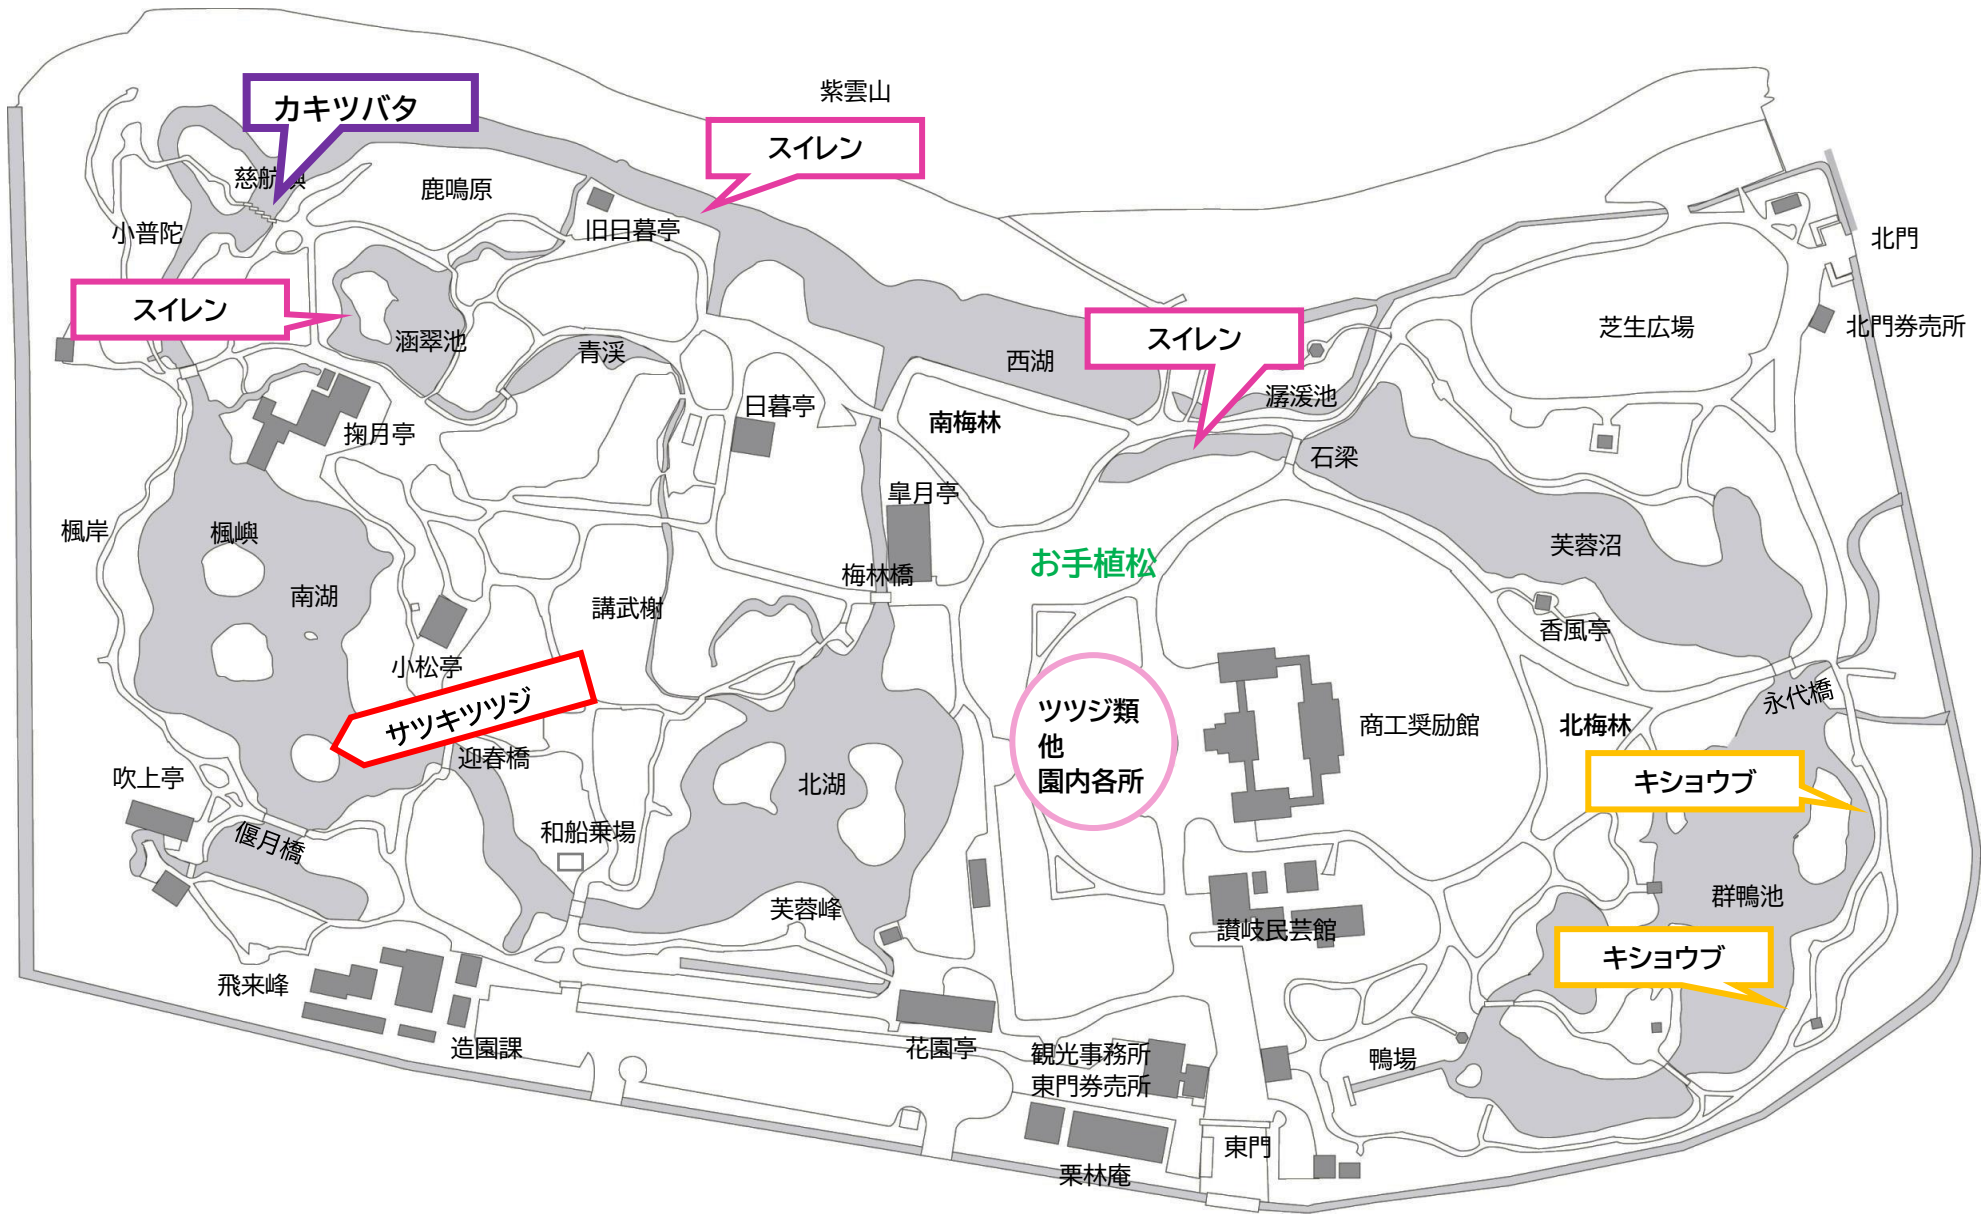 紫雲山
カキツバタ
スイレン
慈航嶼
鹿鳴原
小普陀
旧日暮亭
北門
スイレン
涵翠池
青渓
西湖
スイレン
潺湲池
芝生広場
北門券売所
掬月亭
日暮亭
南梅林
石梁
皐月亭
楓岸
楓嶼
南湖
お手植松
芙蓉沼
梅林橋
講武榭
香風亭
小松亭
サツキツツジ
迎春橋
ツツジ類
他
園内各所
商工奨励館
北梅林
永代橋
キショウブ
吹上亭
偃月橋
和船乗場
北湖
群鴨池
芙蓉峰
讃岐民芸館
キショウブ
飛来峰
造園課
花園亭
観光事務所
東門券売所
鴨場
東門
栗林庵